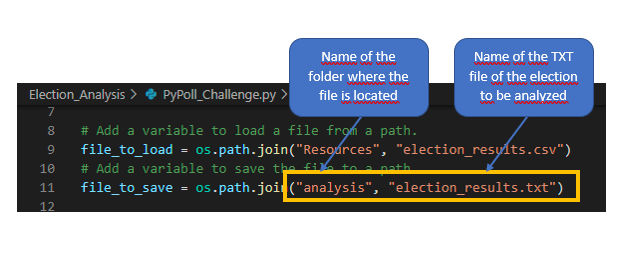 Name of the
folder where the
file is located
Name of the TXT
file of the election
to be analyzed
Election_Analysis > PyPoll_Challenge.py >
7
8 # Add a variable to load a file from a path.
9 file_to_load = os.path.join("Resources", "election_results.csv")
10 # Add a variable to save the file to a path
11 file_to_save = os.path.join("analysis", "election_results.txt")
12